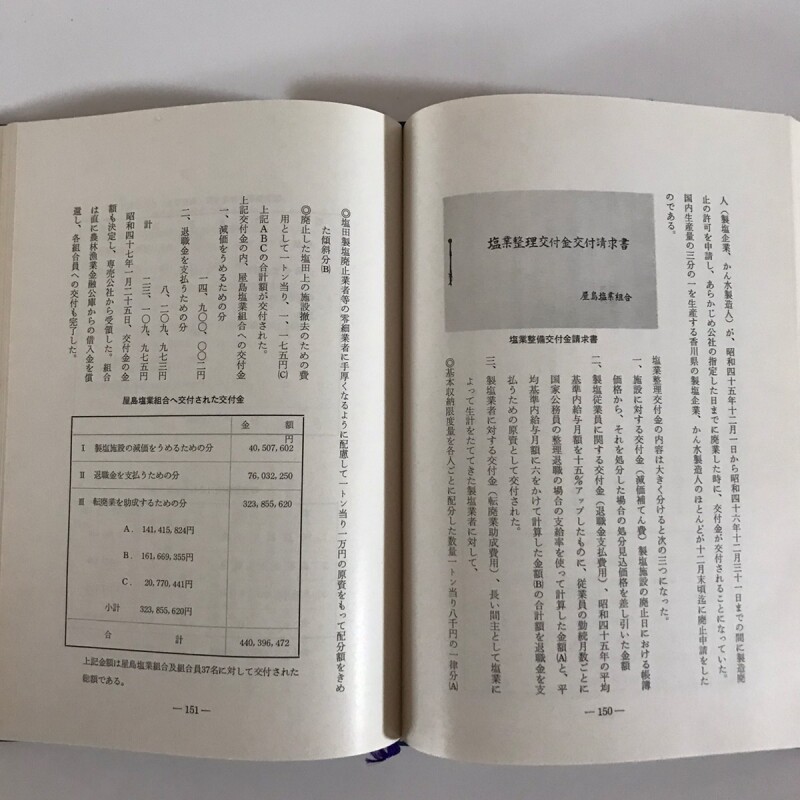 人（製塩企業、かん水製造人）が、昭和四十五年十二月一日から昭和四十六年十二月三十一日までの間に製造廃
止の許可を申請し、あらかじめ公社の指定した日までに廃業した時に、交付金が交付されることになっていた。
国内生産量の三分の一を生産する香川県の製塩企業、かん水製造人のほとんどが十二月末頃迄に廃止申請をした
のである。
塩業整理交付金交付請求書
屋島塩業組合
塩業整備交付金請求書
塩業整理交付金の内容は大きく分けると次の三つになった。
一、施設に対する交付金（減価補てん費）製塩施設の廃止日における帳簿
価格から、それを処分した場合の処分見込価格を差し引いた金額
二、製塩従業員に関する交付金（退職金支払費用）、昭和四十五年の平均
基準内給与月額を十五％アップしたものに、従業員の勤続月数ごとに
国家公務員の整理退職の場合の支給率を使って計算した金額(A)と、平
均基準内給与月額に六をかけて計算した金額(B)の合計額を退職金を支
払うための原資として交付された。
三、製塩業者に対する交付金（転廃業助成費用）、長い間主として塩業に
よって生計をたててきた製塩業者に対して、
◎基本収納限度量を各人ごとに配分した数量一トン当り八千円の一律分(A)
—150—
◎塩田製塩廃止業者等の零細業者に手厚くなるように配慮して一トン当り一万円の原資をもって配分額をきめ
た傾斜分(B)
◎廃止した塩田上の施設撤去のための費
用として一トン当り、一、一七五円(C)
上記ABCの合計額が交付された。
上記交付金の内、屋島塩業組合への交付金
一、減価をうめるための分
一四、九〇〇、〇〇二円
二、退職金を支払うための分
八、二〇九、九七三円
計
二三、一〇九、九七五円
昭和四十七年一月二十五日、交付金の金
額も決定し、専売公社から受領した。組合
は直に農林漁業金融公庫からの借入金を償
還し、各組合員への交付も完了した。
屋島塩業組合へ交付された交付金
金 額
円
Ⅰ 製塩施設の減価をうめるための分 40,507,602
Ⅱ 退職金を支払うための分 76,032,250
Ⅲ 転廃業を助成するための分 323,855,620
A. 141,415,824円
B. 161,669,355円
C. 20,770,441円
小計 323,855,620円
合 計 440,396,472
上記金額は屋島塩業組合及組合員37名に対して交付された
総額である。
—151—